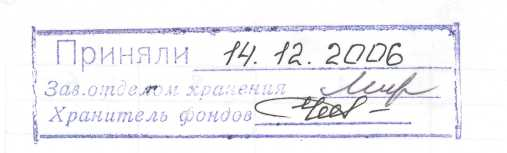 Приняли 14.12.2006
Зав.отделом хранения
Хранитель фондов